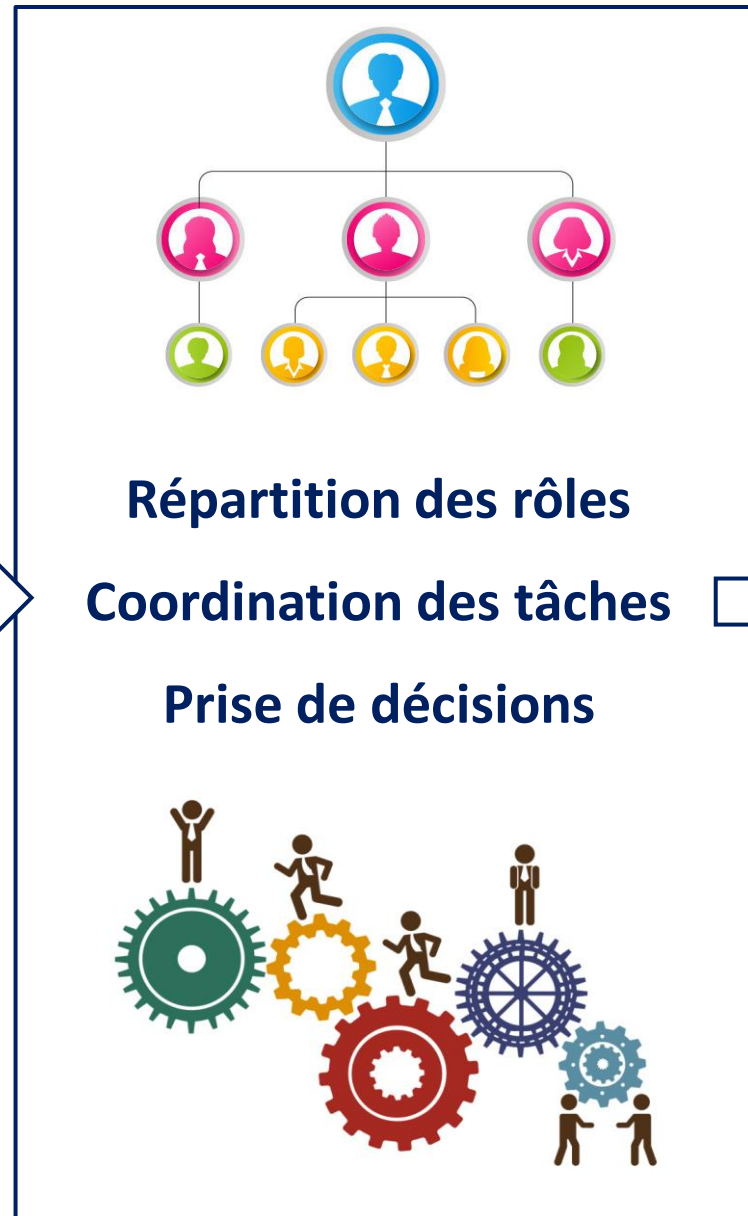 Répartition des rôles
Coordination des tâches
Prise de décisions